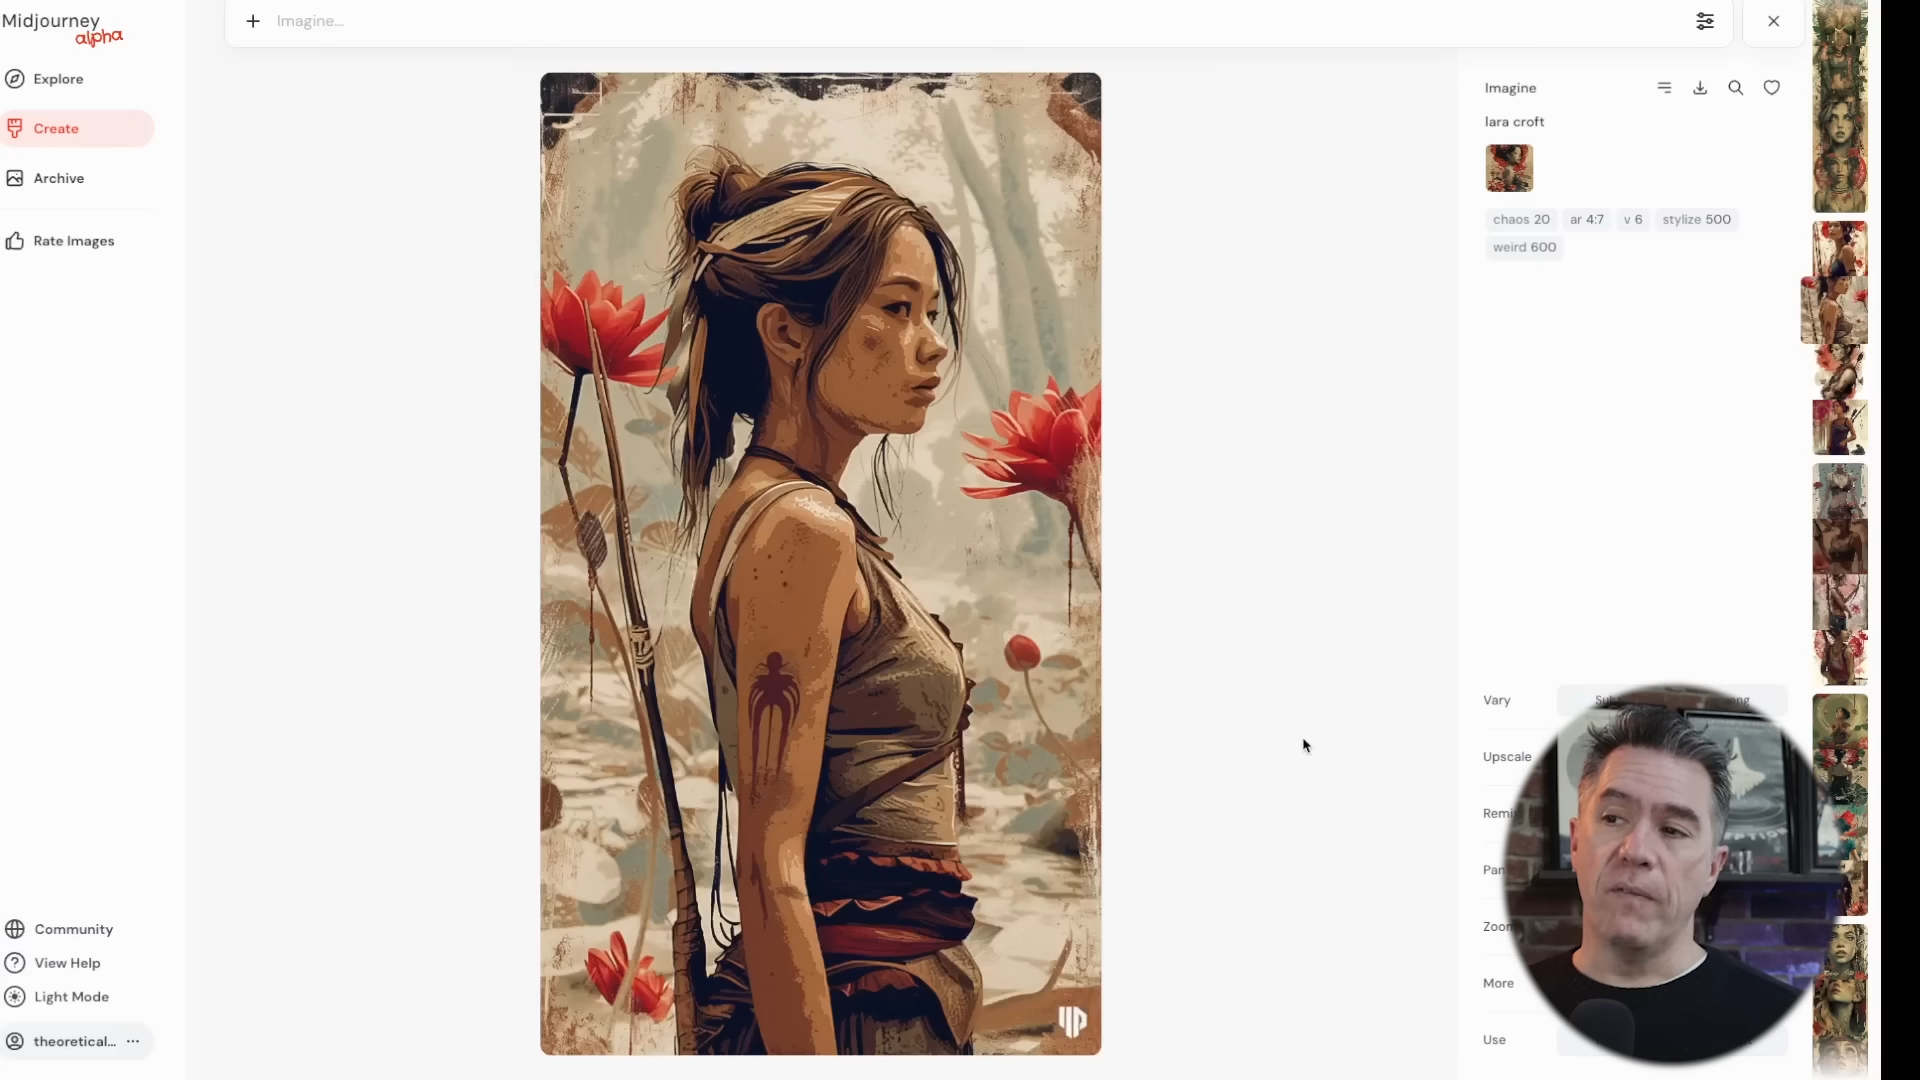 Midjourney
alpha
Imagine...
Explore
Create
Archive
Rate Images
Imagine
lara croft
chaos 20
ar 4:7
v 6
stylize 500
weird 600
Vary
Upscale
Zoom
More
Use
Community
View Help
Light Mode
theoretical...